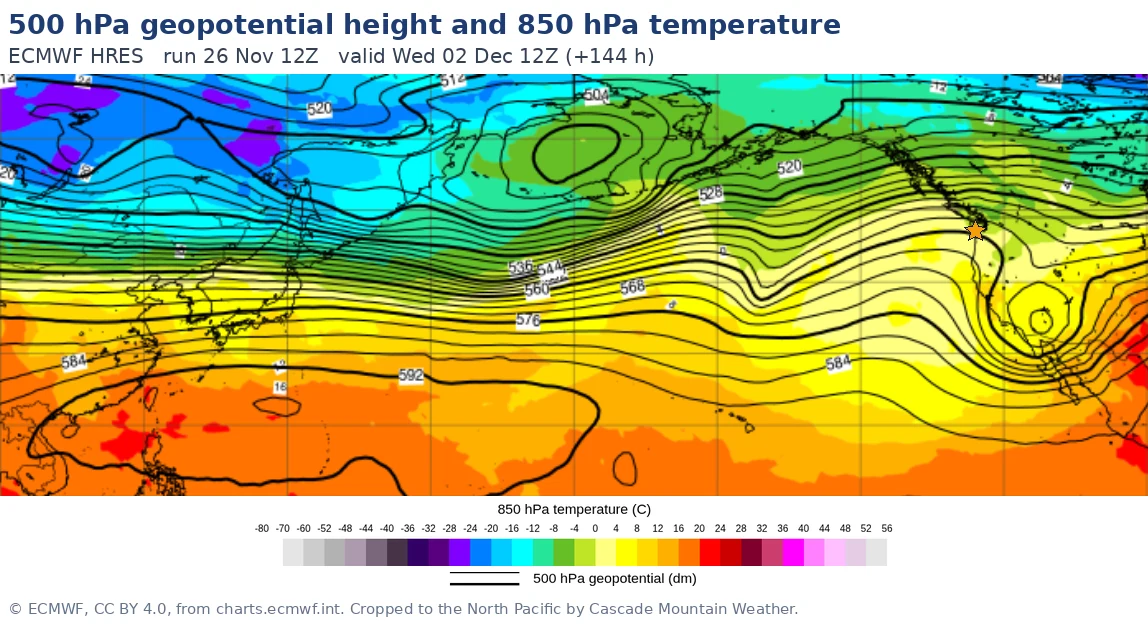 500 hPa geopotential height and 850 hPa temperature
ECMWF HRES run 26 Nov 12Z valid Wed 02 Dec 12Z (+144 h)
512
504
-12
520
520
528
-4
0
536
544
560
568
576
584
584
592
16
850 hPa temperature (C)
-80 -70 -60 -52 -48 -44 -40 -36 -32 -28 -24 -20 -16 -12 -8 -4 0 4 8 12 16 20 24 28 32 36 40 44 48 52 56
500 hPa geopotential (dm)
© ECMWF, CC BY 4.0, from charts.ecmwf.int. Cropped to the North Pacific by Cascade Mountain Weather.